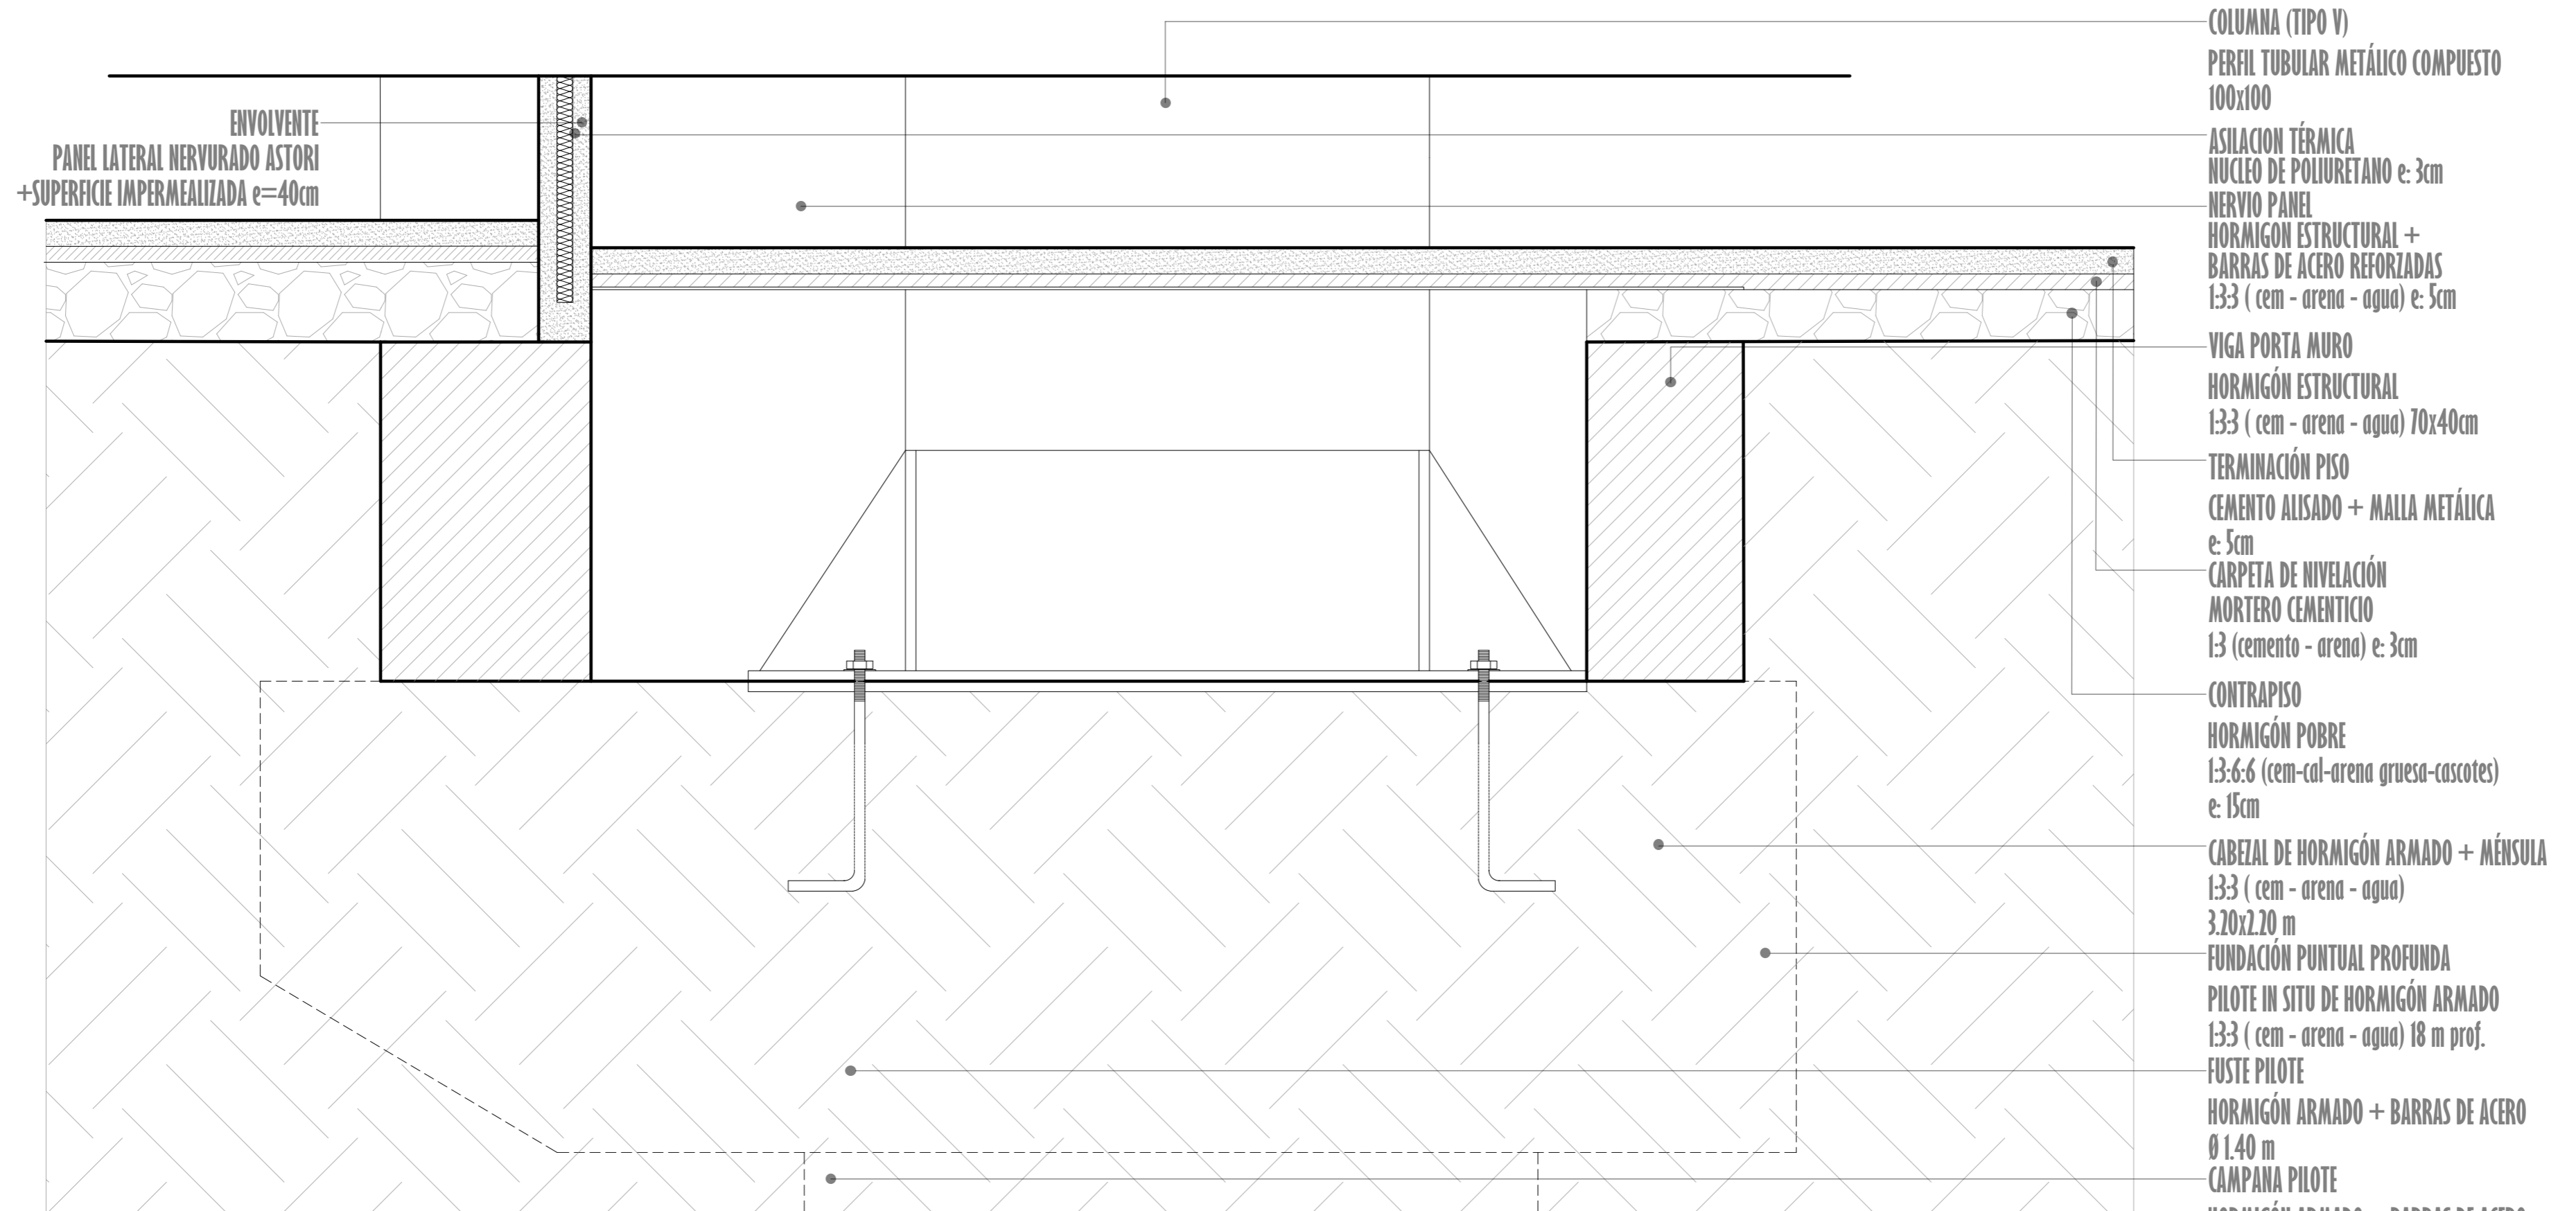 ENVOLVENTE
PANEL LATERAL NERVURADO ASTORI
+SUPERFICIE IMPERMEALIZADA e=40cm
COLUMNA (TIPO V)
PERFIL TUBULAR METÁLICO COMPUESTO
100x100
ASILACION TÉRMICA
NUCLEO DE POLIURETANO e: 3cm
NERVIO PANEL
HORMIGON ESTRUCTURAL +
BARRAS DE ACERO REFORZADAS
1:3:3 ( cem - arena - agua) e: 5cm
VIGA PORTA MURO
HORMIGÓN ESTRUCTURAL
1:3:3 ( cem - arena - agua) 70x40cm
TERMINACIÓN PISO
CEMENTO ALISADO + MALLA METÁLICA
e: 5cm
CARPETA DE NIVELACIÓN
MORTERO CEMENTICIO
1:3 (cemento - arena) e: 3cm
CONTRAPISO
HORMIGÓN POBRE
1:3:6:6 (cem-cal-arena gruesa-cascotes)
e: 15cm
CABEZAL DE HORMIGÓN ARMADO + MÉNSULA
1:3:3 ( cem - arena - agua)
3.20x2.20 m
FUNDACIÓN PUNTUAL PROFUNDA
PILOTE IN SITU DE HORMIGÓN ARMADO
1:3:3 ( cem - arena - agua) 18 m prof.
FUSTE PILOTE
HORMIGÓN ARMADO + BARRAS DE ACERO
Ø 1.40 m
CAMPANA PILOTE
HORMIGÓN ARMADO + BARRAS DE ACERO